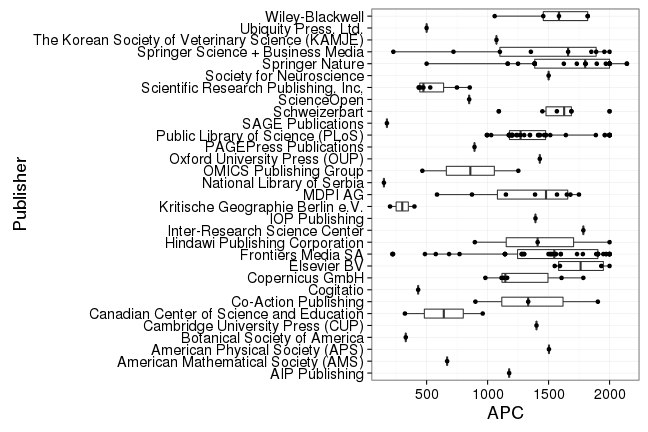 Publisher
Wiley-Blackwell
Ubiquity Press, Ltd.
The Korean Society of Veterinary Science (KAMJE)
Springer Science + Business Media
Springer Nature
Society for Neuroscience
Scientific Research Publishing, Inc,
ScienceOpen
Schweizerbart
SAGE Publications
Public Library of Science (PLoS)
PAGEPress Publications
Oxford University Press (OUP)
OMICS Publishing Group
National Library of Serbia
MDPI AG
Kritische Geographie Berlin e.V.
IOP Publishing
Inter-Research Science Center
Hindawi Publishing Corporation
Frontiers Media SA
Elsevier BV
Copernicus GmbH
Cogitatio
Co-Action Publishing
Canadian Center of Science and Education
Cambridge University Press (CUP)
Botanical Society of America
American Physical Society (APS)
American Mathematical Society (AMS)
AIP Publishing
500 1000 1500 2000
APC